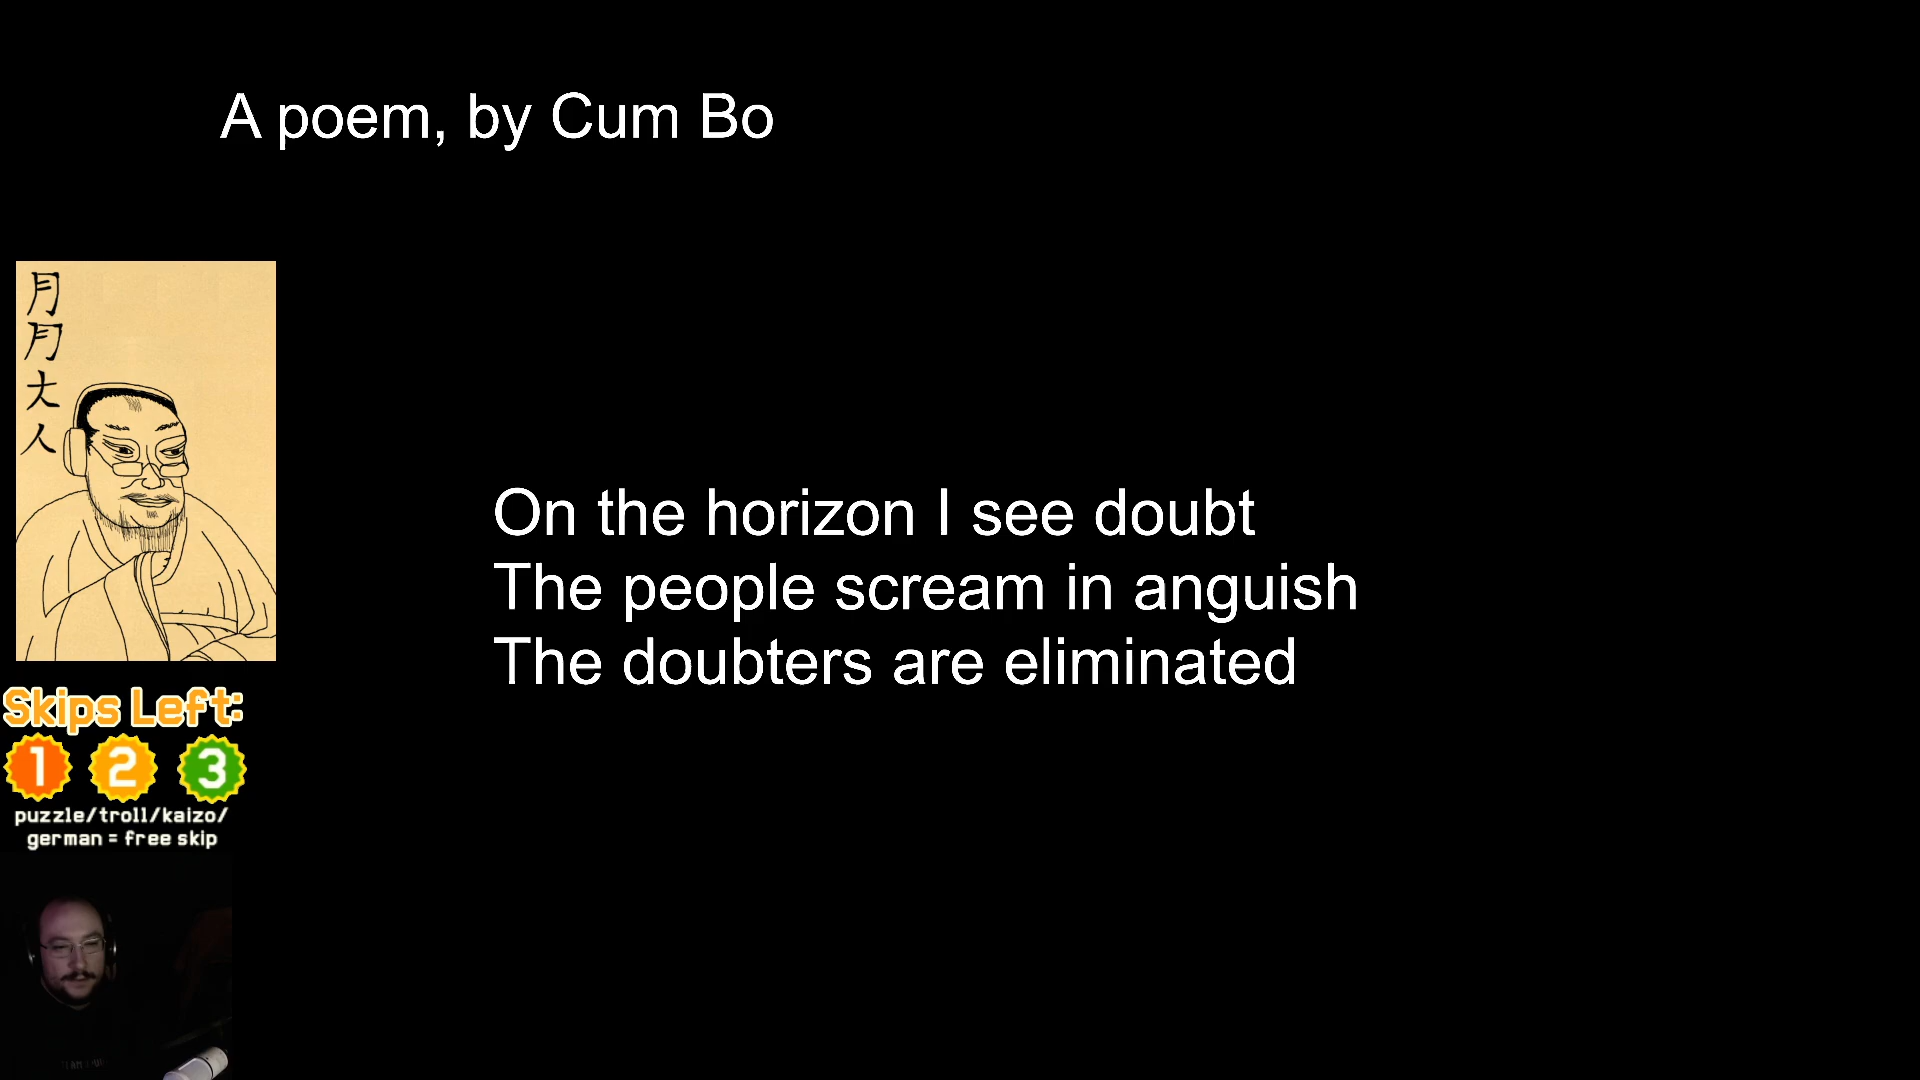 A poem, by Cum Bo
月
月
大
人
On the horizon I see doubt
The people scream in anguish
The doubters are eliminated
Skips Left:
1 2 3
puzzle/troll/kaizo/
german = free skip